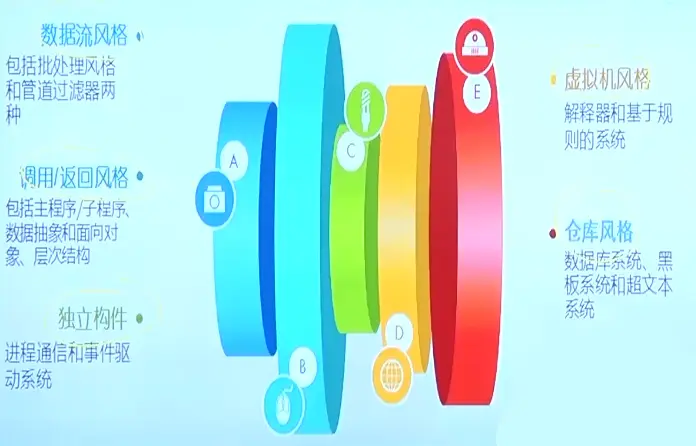 数据流风格
包括批处理风格
和管道过滤器两
种
调用/返回风格
包括主程序/子程序、
数据抽象和面向对
象、层次结构
独立构件
进程通信和事件驱
动系统
A
B
C
D
E
虚拟机风格
解释器和基于规
则的系统
仓库风格
数据库系统、黑
板系统和超文本
系统